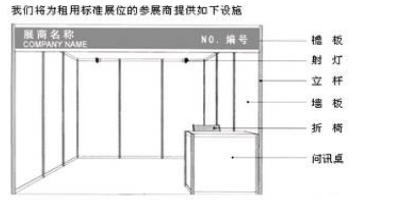 我们将为租用标准展位的参展商提供如下设施
展商名称
COMPANY NAME
NO. 编号
檐 板
射 灯
立 杆
墙 板
折 椅
问讯桌